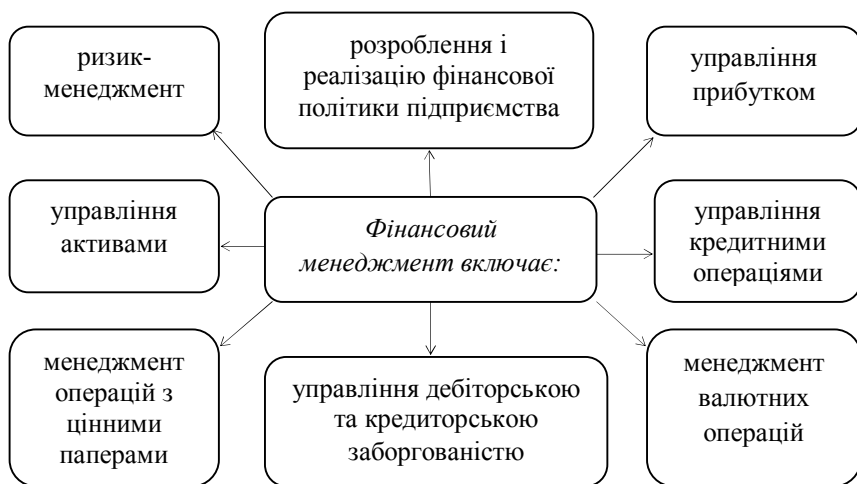 ризик-
менеджмент
розроблення і
реалізацію фінансової
політики підприємства
управління
прибутком
управління
активами
Фінансовий
менеджмент включає:
управління
кредитними
операціями
менеджмент
операцій з
цінними
паперами
управління дебіторською
та кредиторською
заборгованістю
менеджмент
валютних
операцій